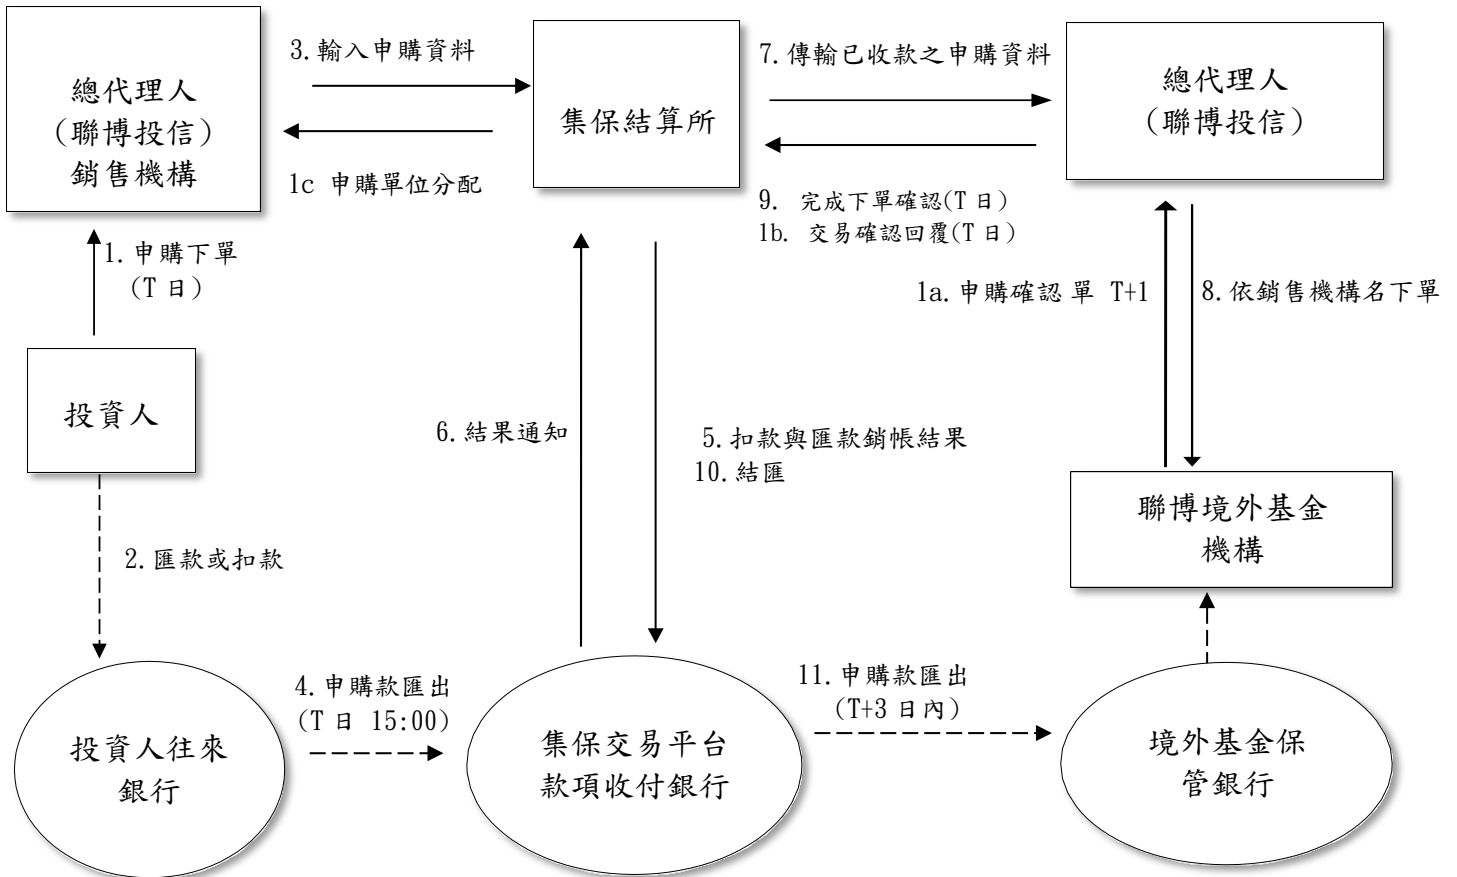 總代理人
(聯博投信)
銷售機構
3.輸入申購資料
1c 申購單位分配
集保結算所
7.傳輸已收款之申購資料
9. 完成下單確認(T日)
1b. 交易確認回覆(T日)
總代理人
(聯博投信)
1.申購下單
(T日)
1a.申購確認單 T+1
8.依銷售機構名下單
投資人
6.結果通知
5.扣款與匯款銷帳結果
10.結匯
聯博境外基金
機構
2.匯款或扣款
4.申購款匯出
(T日 15:00)
11.申購款匯出
(T+3日內)
投資人往來
銀行
集保交易平台
款項收付銀行
境外基金保
管銀行